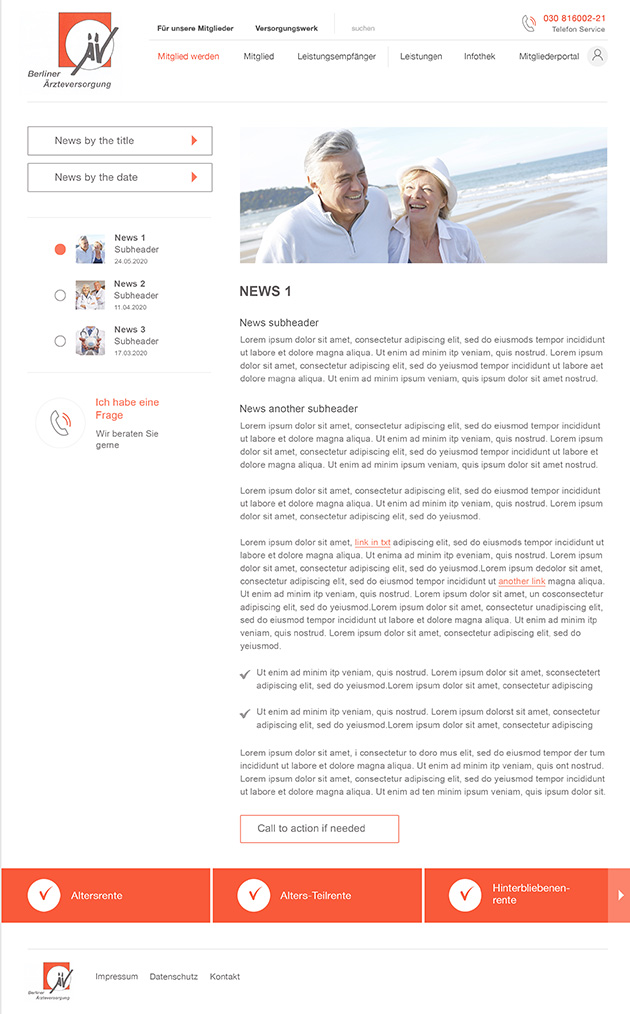 ÄV
Berliner
Ärzteversorgung
Für unsere Mitglieder
Versorgungswerk
suchen
030 816002-21
Telefon Service
Mitglied werden
Mitglied
Leistungsempfänger
Leistungen
Infothek
Mitgliederportal
News by the title
News by the date
News 1
Subheader
24.05.2020
News 2
Subheader
11.04.2020
News 3
Subheader
17.03.2020
Ich habe eine
Frage
Wir beraten Sie
gerne
NEWS 1
News subheader
Lorem ipsum dolor sit amet, consectetur adipiscing elit, sed do eiusmods tempor incididunt
ut labore et dolore magna aliqua. Ut enim ad minim itp veniam, quis nostrud. Lorem ipsum
dolor sit amet, consectetur adipiscing elit, sed do yeiusmod tempor incididunt ut labore aet
dolore magna aliqua. Ut enim ad minim ipsum veniam, quis ipsum dolor sit nostrud.
News another subheader
Lorem ipsum dolor sit amet, consectetur adipiscing elit, sed do eiusmod tempor incididunt
ut labore et dolore magna aliqua. Ut enim ad minim itp veniam, quis nostrud. Lorem ipsum
dolor sit amet, consectetur adipiscing elit, sed do yeiusmod tempor incididunt ut labore et
dolore magna aliqua. Ut enim ad minim ipsum veniam, quis ipsum dolor sit nostrud.
Lorem ipsum dolor sit amet, consectetur adipiscing elit, sed do eiusmod tempor incididunt
ut labore et dolore magna aliqua. Ut enim ad minim itp veniam, quis nostrud. Lorem ipsum
dolor sit amet, consectetur adipiscing elit, sed do yeiusmod.
Lorem ipsum dolor sit amet, link in txt adipiscing elit, sed do eiusmods tempor incididunt ut
labore et dolore magna aliqua. Ut enima ad minim itp eveniam, quis nostrud. Lorem ipsum
dolor sit amet, consectetur adipiscing elit, sed do yeiusmod.Lorem ipsum dedolor sit amet,
consectetur adipiscing elit, sed do eiusmod tempor incididunt ut another link magna aliqua.
Ut enim ad minim itp veniam, quis nostrud. Lorem ipsum dolor sit amet, un cosconsectetur
adipiscing elit, sed do yeiusmod.Lorem ipsum dolor sit amet, consectetur unadipiscing elit,
sed do eiusmod tempor incididunt ut labore et dolore magna aliqua. Ut enim ad minim itp
veniam, quis nostrud. Lorem ipsum dolor sit amet, consectetur adipiscing elit, sed do
yeiusmod.
Ut enim ad minim itp veniam, quis nostrud. Lorem ipsum dolor sit amet, sconsectetert
adipiscing elit, sed do yeiusmod.Lorem ipsum dolor sit amet, consectetur adipiscing
Ut enim ad minim itp veniam, quis nostrud. Lorem ipsum dolorst sit amet, consectetur
adipiscing elit, sed do yeiusmod.Lorem ipsum dolor sit amet, consectetur adipiscing
Lorem ipsum dolor sit amet, i consectetur to doro mus elit, sed do eiusmod tempor der tum
incididunt ut labore et dolore magna aliqua. Ut enim ad minim itp veniam, quis ont nostrud.
Lorem ipsum dolor sit amet, consectetur adipiscing elit, sed do yeiusmod tempor incididunt
ut labore et dolore magna aliqua. Ut enim ad ten minim ipsum veniam, quis ipsum dolor sit.
Call to action if needed
Altersrente
Alters-Teilrente
Hinterbliebenen-
rente
ÄV
Berliner
Ärzteversorgung
Impressum
Datenschutz
Kontakt